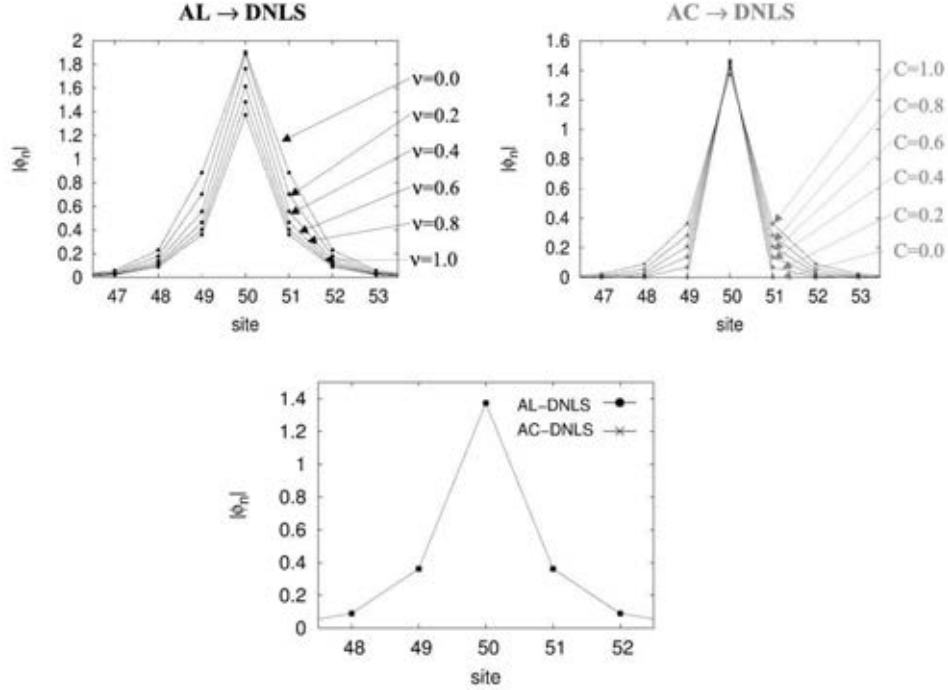 AL → DNLS
2
1.8
1.6
1.4
1.2
1
0.8
0.6
0.4
0.2
0
|ϕn|
47 48 49 50 51 52 53
site
ν=0.0
ν=0.2
ν=0.4
ν=0.6
ν=0.8
ν=1.0
AC → DNLS
1.6
1.4
1.2
1
0.8
0.6
0.4
0.2
0
|ϕn|
47 48 49 50 51 52 53
site
C=1.0
C=0.8
C=0.6
C=0.4
C=0.2
C=0.0
1.4
1.2
1
0.8
0.6
0.4
0.2
0
|ϕn|
48 49 50 51 52
site
AL-DNLS
AC-DNLS